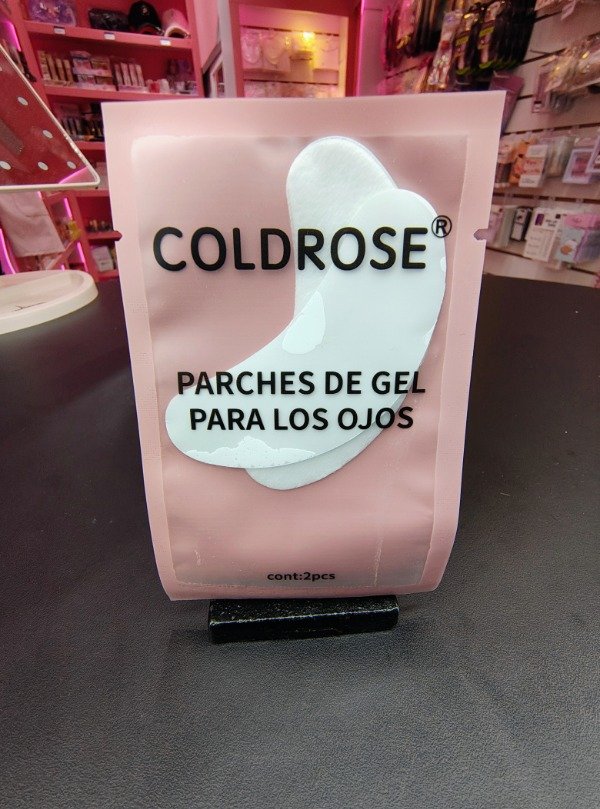 COLDROSE®
PARCHES DE GEL
PARA LOS OJOS
cont:2pcs